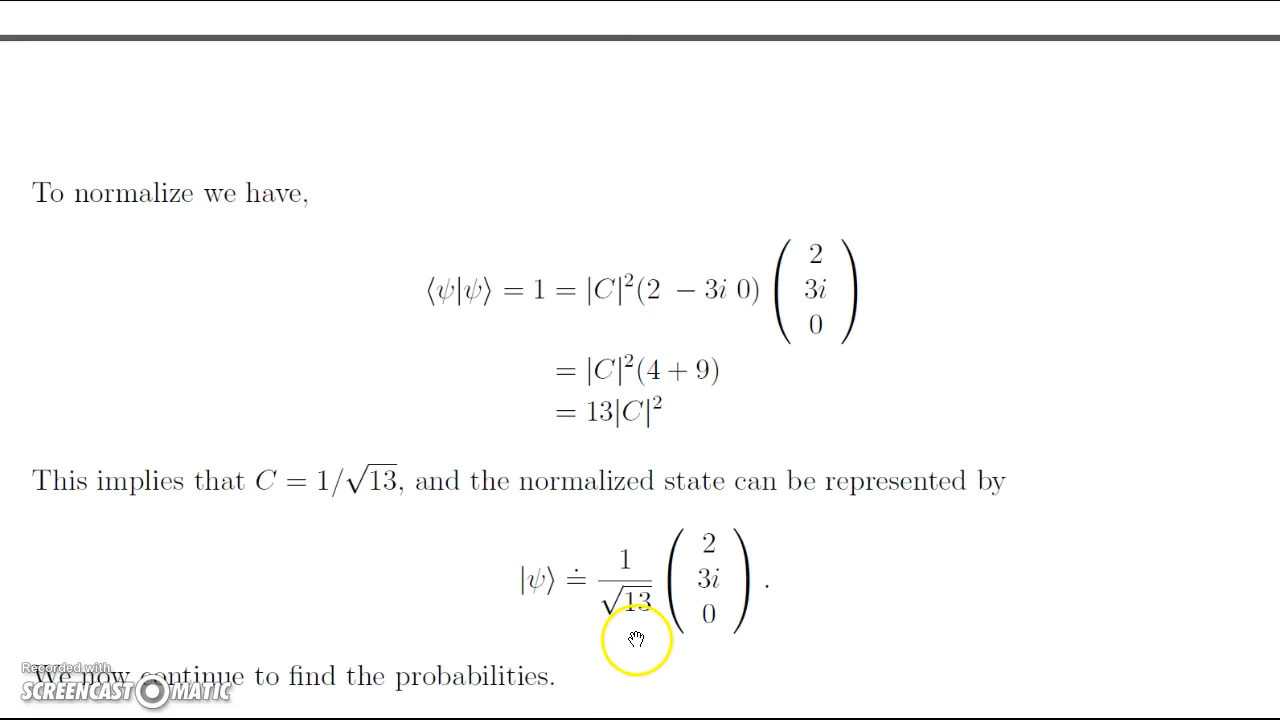 To normalize we have,
⟨ψ|ψ⟩ = 1 = |C|²(2 − 3i 0) ( 2 3i 0 )
= |C|²(4 + 9)
= 13|C|²
This implies that C = 1/√13, and the normalized state can be represented by
|ψ⟩ ≐ 1/√13 ( 2 3i 0 ) .
We now continue to find the probabilities.
Recorded with
SCREENCAST-O-MATIC